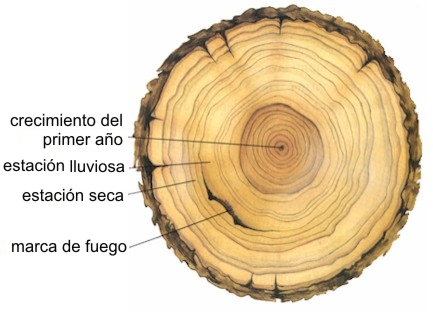 crecimiento del
primer año
estación lluviosa
estación seca
marca de fuego